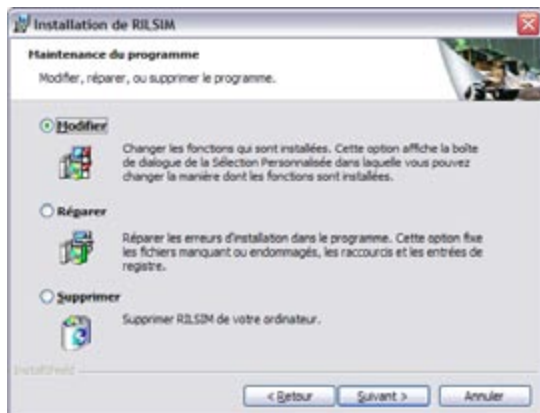 Installation de RILSIM
Maintenance du programme
Modifier, réparer, ou supprimer le programme.
Modifier
Changer les fonctions qui sont installées. Cette option affiche la boîte
de dialogue de la Sélection Personnalisée dans laquelle vous pouvez
changer la manière dont les fonctions sont installées.
Réparer
Réparer les erreurs d'installation dans le programme. Cette option fixe
les fichiers manquant ou endommagés, les raccourcis et les entrées de
registre.
Supprimer
Supprimer RILSIM de votre ordinateur.
InstallShield
< Retour Suivant > Annuler